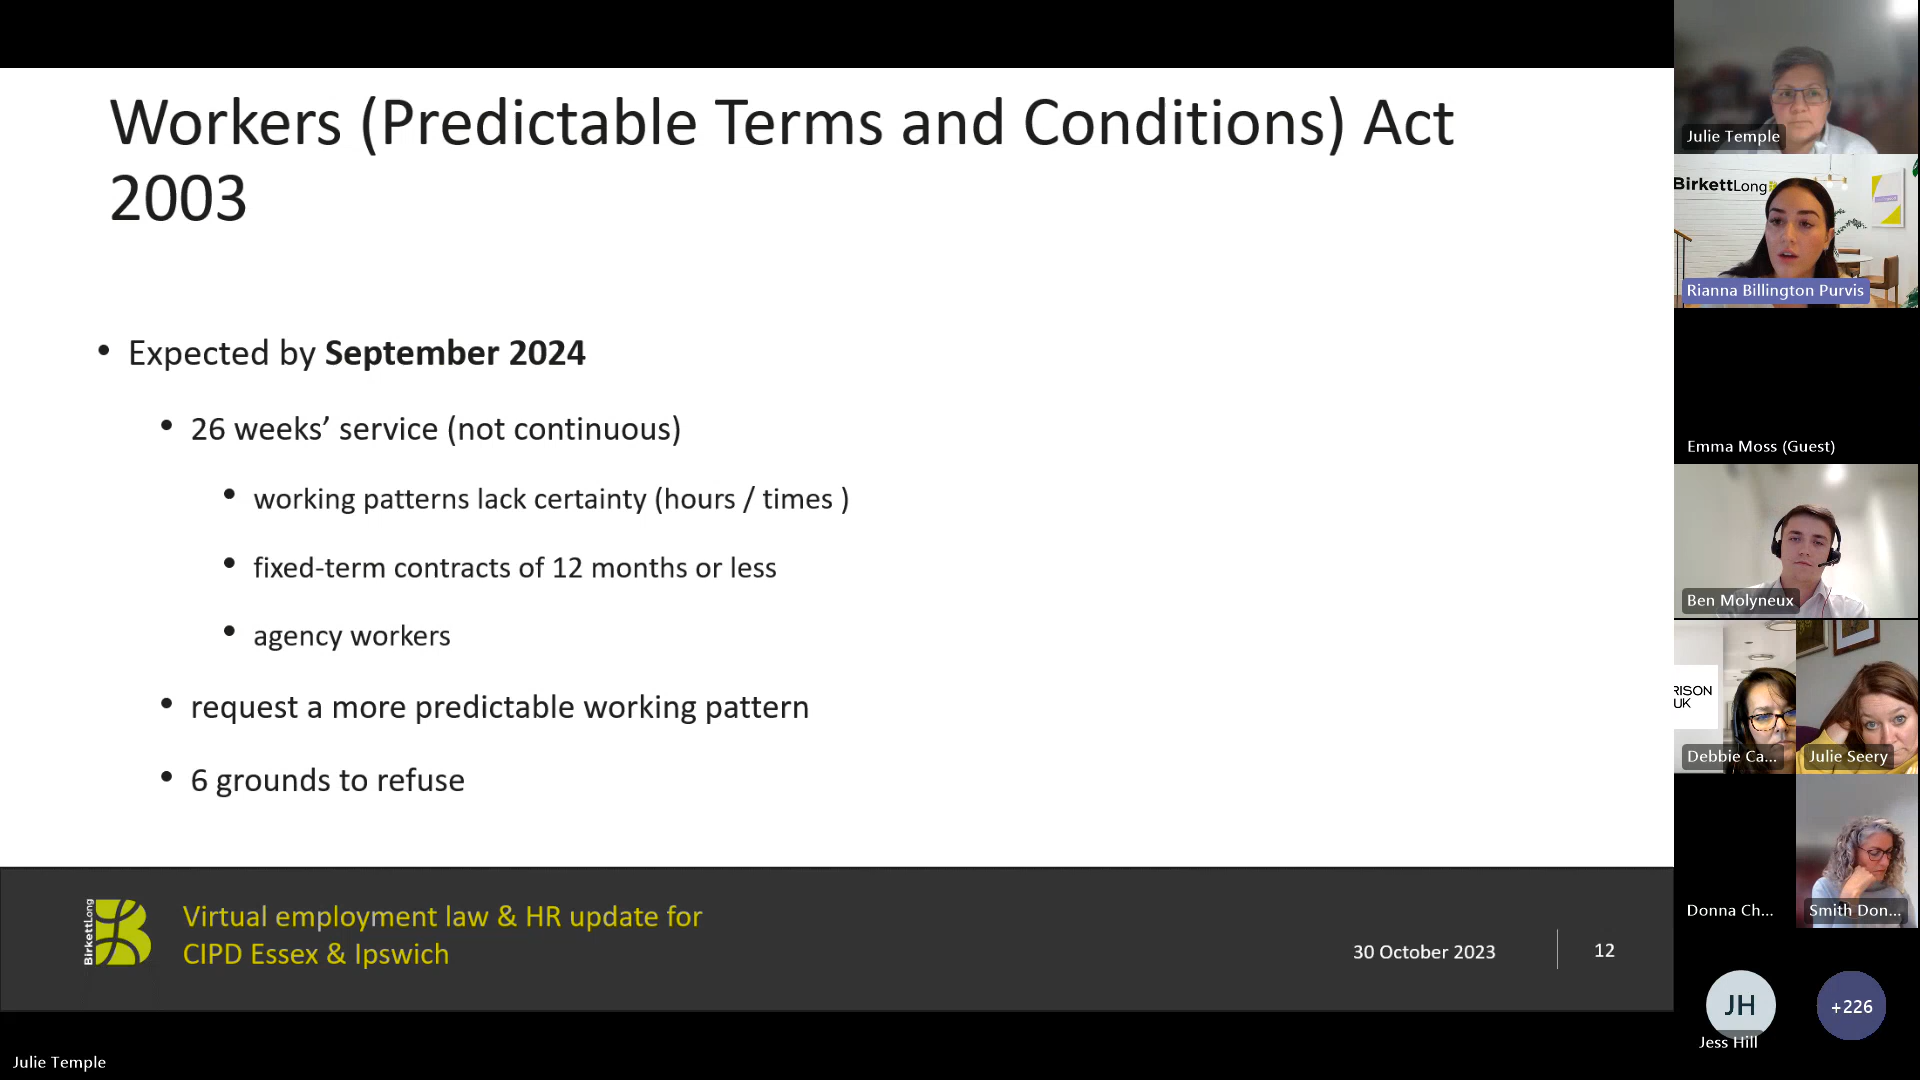 Workers (Predictable Terms and Conditions) Act
2003
• Expected by September 2024
• 26 weeks’ service (not continuous)
• working patterns lack certainty (hours / times )
• fixed-term contracts of 12 months or less
• agency workers
• request a more predictable working pattern
• 6 grounds to refuse
BirkettLong
Virtual employment law & HR update for
CIPD Essex & Ipswich
30 October 2023
12
Julie Temple
Julie Temple
BirkettLong
Rianna Billington Purvis
Emma Moss (Guest)
Ben Molyneux
RISON
UK
Debbie Ca...
Julie Seery
Donna Ch...
Smith Don...
JH
Jess Hill
+226